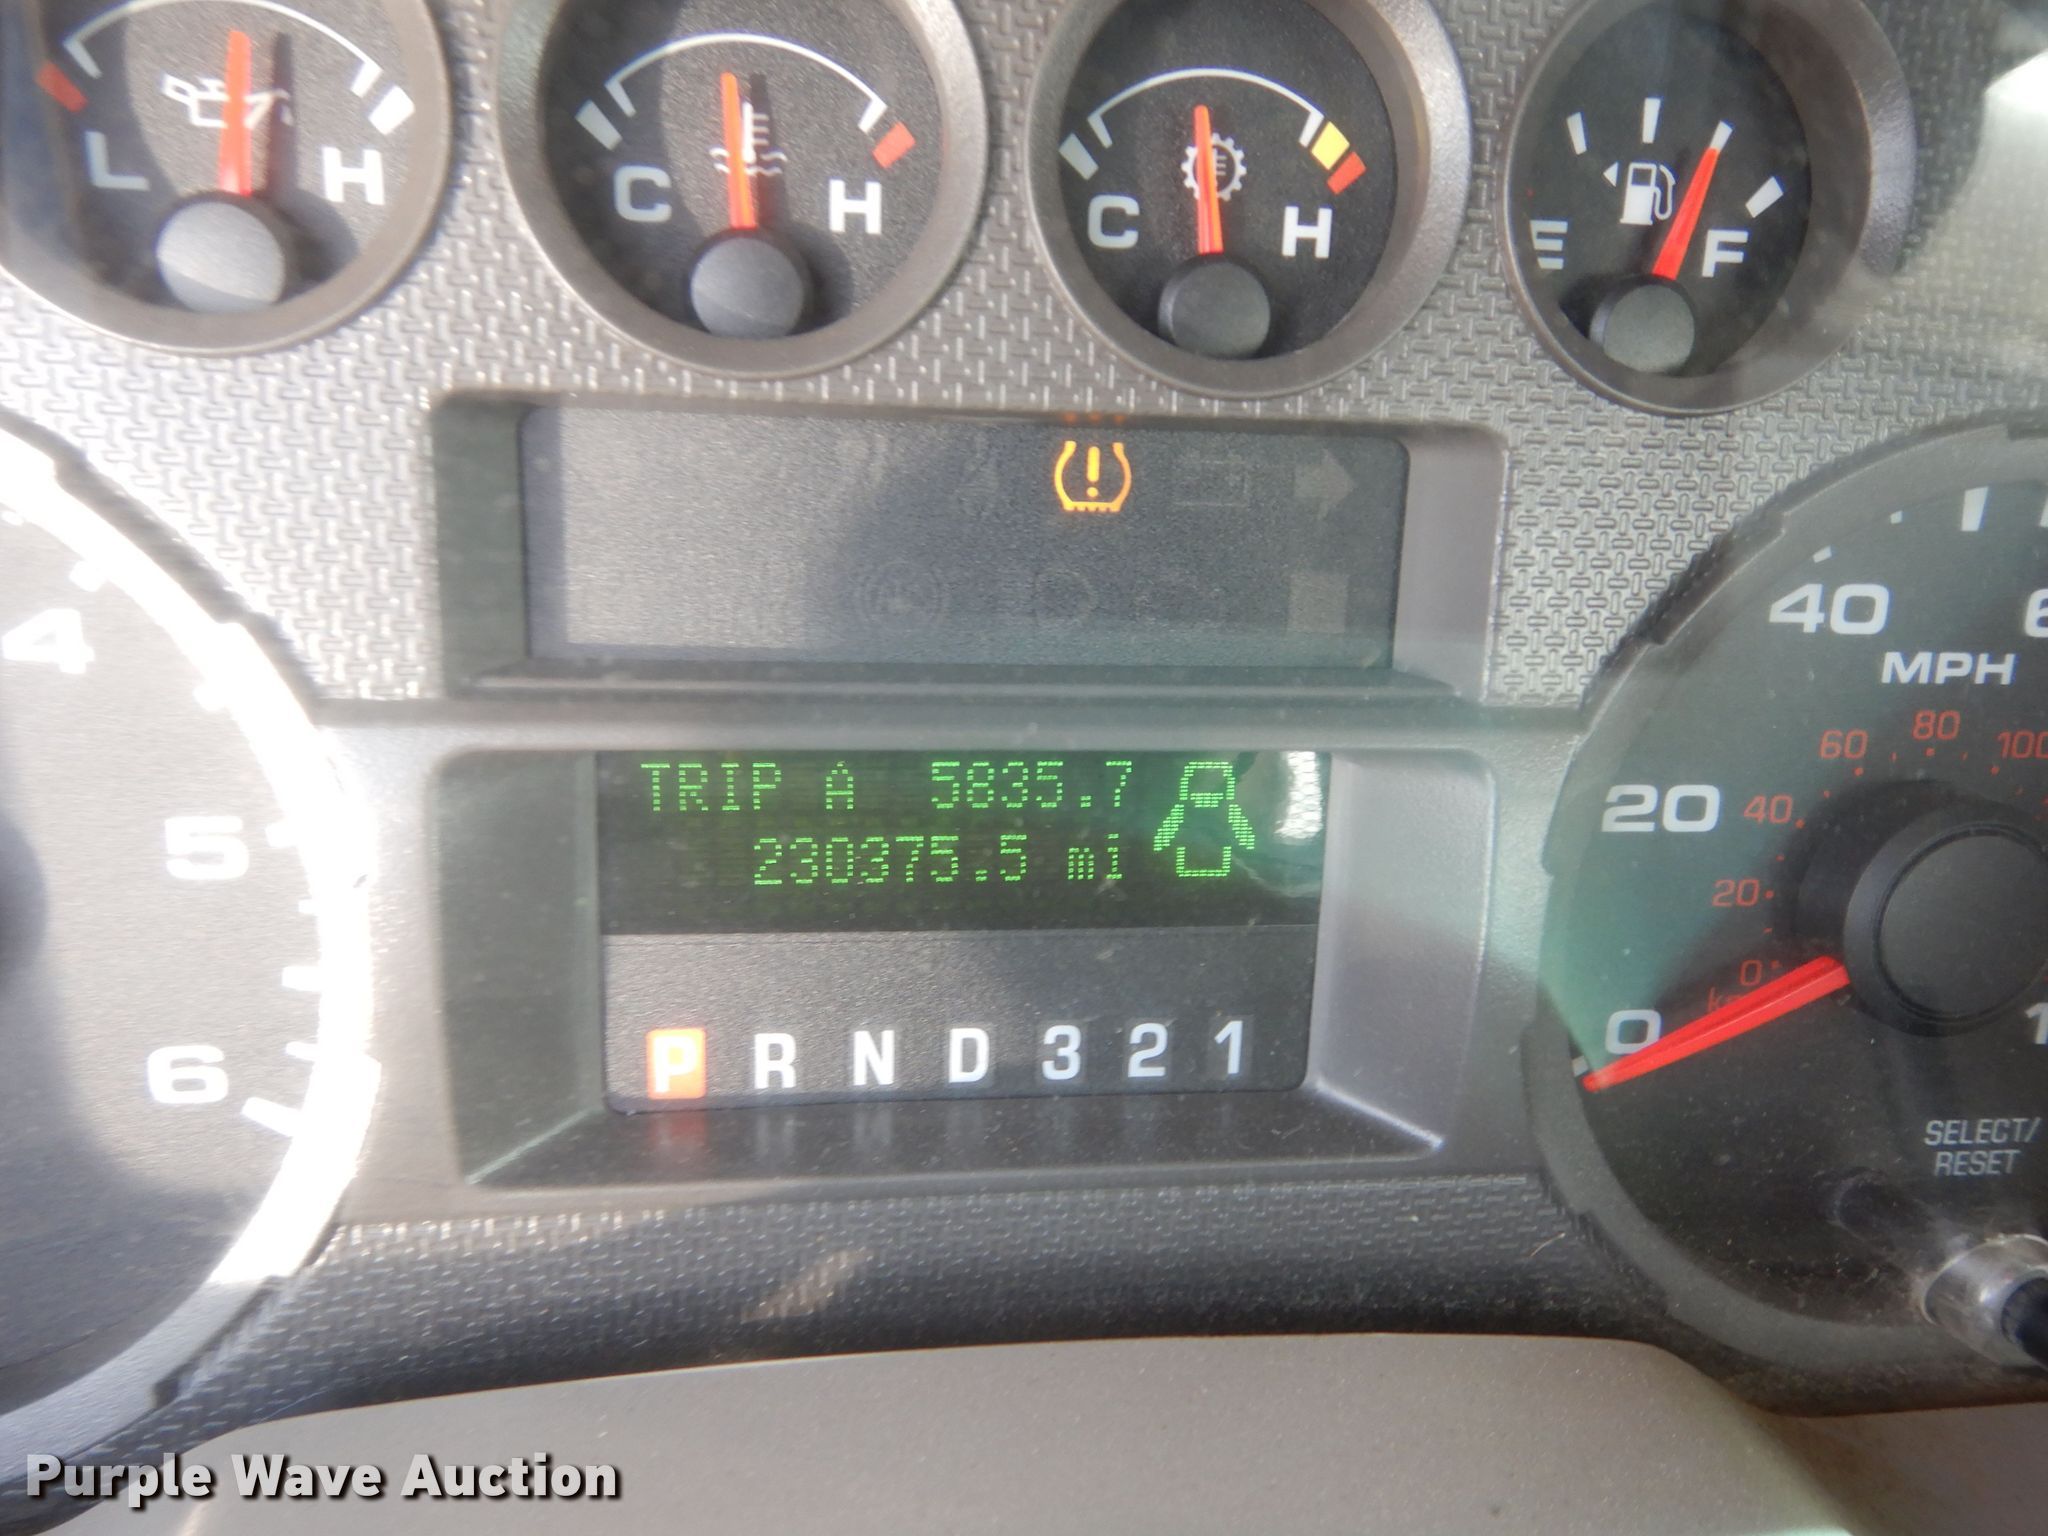 L H
C H
C H
E F
4
5
6
40
MPH
60 80 100
20 40
20
0
0
TRIP A 5835.7
230375.5 mi
P R N D 3 2 1
SELECT/
RESET
Purple Wave Auction